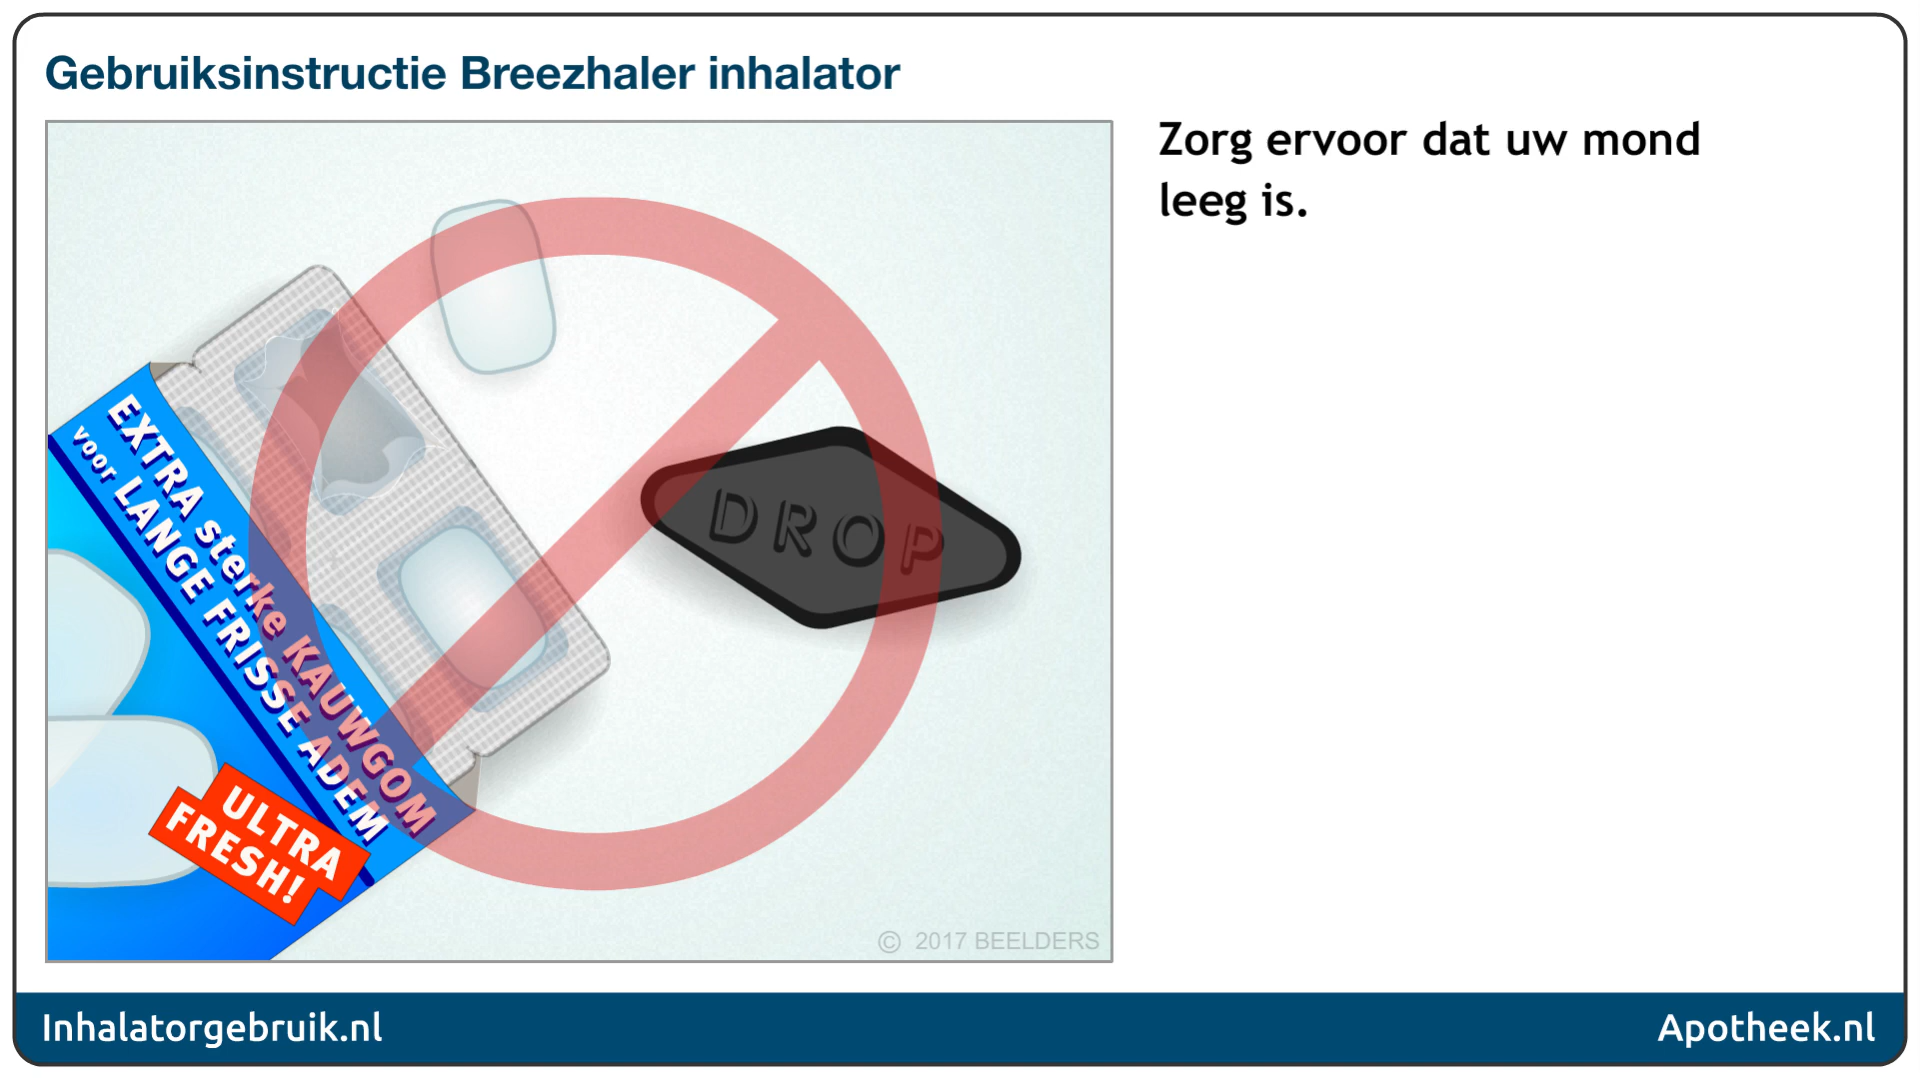 Gebruiksinstructie Breezhaler inhalator
Zorg ervoor dat uw mond
leeg is.
EXTRA sterke KAUWGOM
voor LANGE FRISSE ADEM
ULTRA
FRESH!
DROP
© 2017 BEELDERS
Inhalatorgebruik.nl
Apotheek.nl